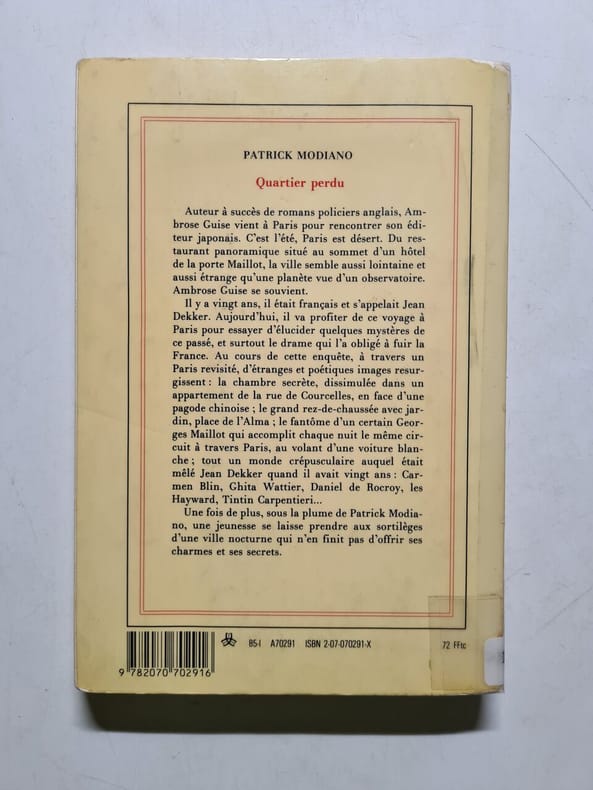 PATRICK MODIANO
Quartier perdu
Auteur à succès de romans policiers anglais, Am-
brose Guise vient à Paris pour rencontrer son édi-
teur japonais. C'est l'été, Paris est désert. Du res-
taurant panoramique situé au sommet d'un hôtel
de la porte Maillot, la ville semble aussi lointaine et
aussi étrange qu'une planète vue d'un observatoire.
Ambrose Guise se souvient.
Il y a vingt ans, il était français et s'appelait Jean
Dekker. Aujourd'hui, il va profiter de ce voyage à
Paris pour essayer d'élucider quelques mystères de
ce passé, et surtout le drame qui l'a obligé à fuir la
France. Au cours de cette enquête, à travers un
Paris revisité, d'étranges et poétiques images resur-
gissent : la chambre secrète, dissimulée dans un
appartement de la rue de Courcelles, en face d'une
pagode chinoise ; le grand rez-de-chaussée avec jar-
din, place de l'Alma ; le fantôme d'un certain Geor-
ges Maillot qui accomplit chaque nuit le même cir-
cuit à travers Paris, au volant d'une voiture blan-
che ; tout un monde crépusculaire auquel était
mêlé Jean Dekker quand il avait vingt ans : Car-
men Blin, Ghita Wattier, Daniel de Rocroy, les
Hayward, Tintin Carpentieri...
Une fois de plus, sous la plume de Patrick Modia-
no, une jeunesse se laisse prendre aux sortilèges
d'une ville nocturne qui n'en finit pas d'offrir ses
charmes et ses secrets.
85-I A70291 ISBN 2-07-070291-X 72 FFtc
9 782070 702916